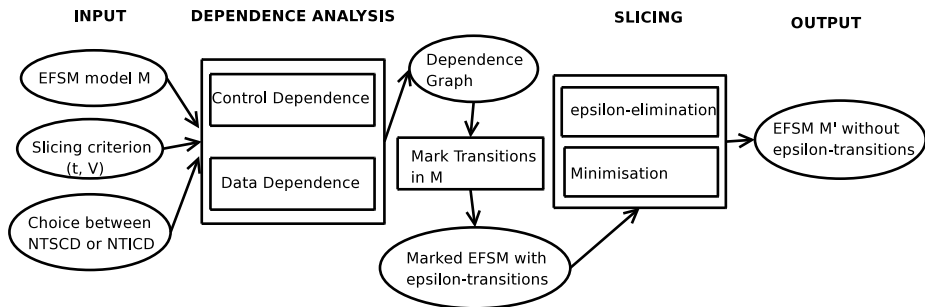 INPUT
DEPENDENCE ANALYSIS
SLICING
OUTPUT
EFSM model M
Slicing criterion
(t, V)
Choice between
NTSCD or NTICD
Control Dependence
Data Dependence
Dependence
Graph
Mark Transitions
in M
Marked EFSM with
epsilon-transitions
epsilon-elimination
Minimisation
EFSM M' without
epsilon-transitions